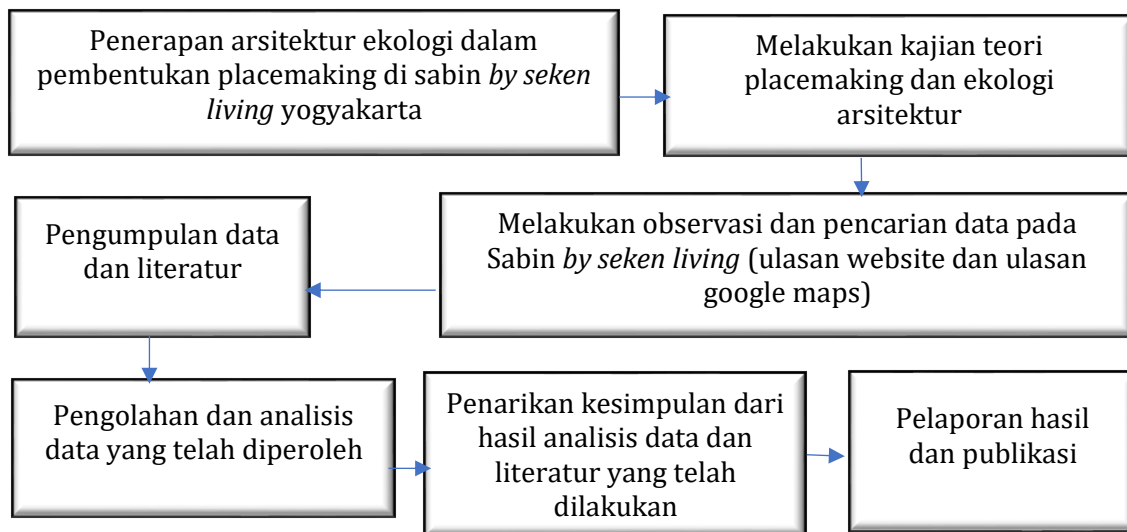 Penerapan arsitektur ekologi dalam
pembentukan placemaking di sabin by seken
living yogyakarta
Melakukan kajian teori
placemaking dan ekologi
arsitektur
Melakukan observasi dan pencarian data pada
Sabin by seken living (ulasan website dan ulasan
google maps)
Pengumpulan data
dan literatur
Pengolahan dan analisis
data yang telah diperoleh
Penarikan kesimpulan dari
hasil analisis data dan
literatur yang telah
dilakukan
Pelaporan hasil
dan publikasi